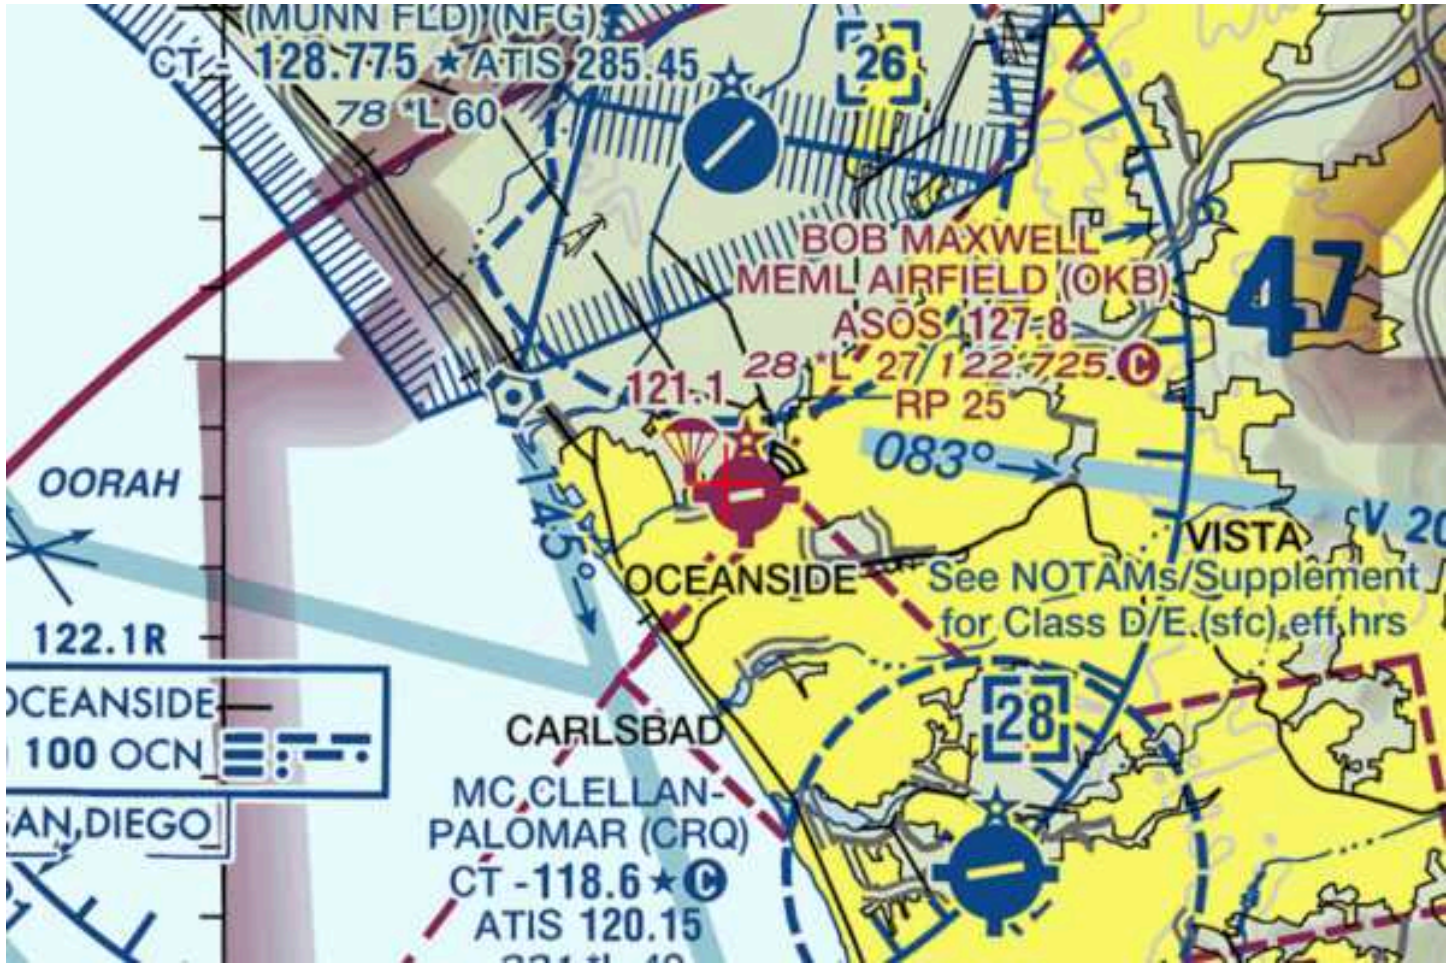 (MUNN FLD) (NFG)
CT - 128.775 ★ ATIS 285.45
78 *L 60
26
BOB MAXWELL
MEML AIRFIELD (OKB)
ASOS 127.8
28 *L 27 122.725 C
RP 25
121.1
47
083°
OORAH
145°
V 20
VISTA
OCEANSIDE
See NOTAMs/Supplement
for Class D/E (sfc) eff hrs
122.1R
OCEANSIDE
100 OCN
SAN DIEGO
28
CARLSBAD
MC CLELLAN-
PALOMAR (CRQ)
CT - 118.6 ★ C
ATIS 120.15
331 *L 49